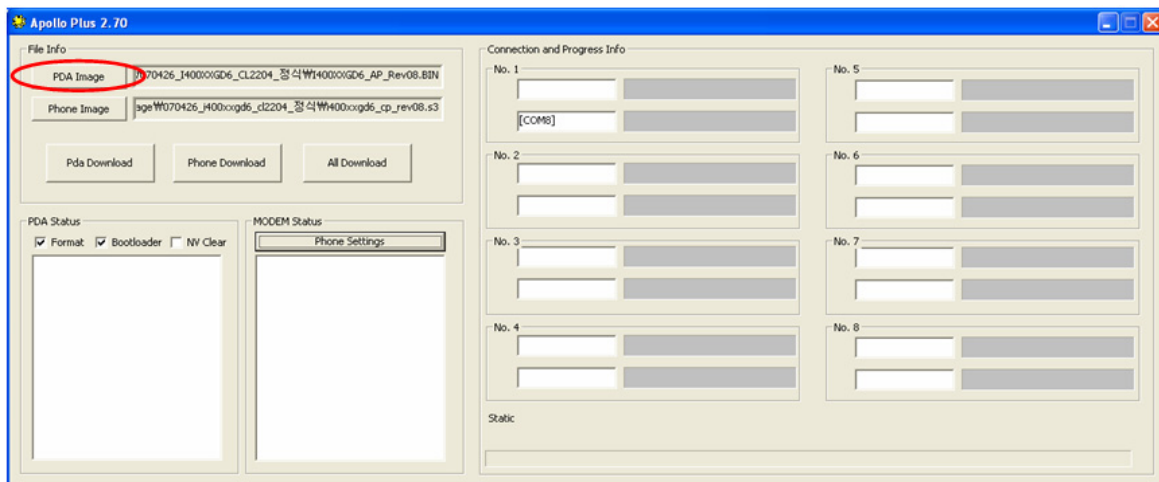 Apollo Plus 2.70
File Info
PDA Image
070426_I400XXGD6_CL2204_정식₩I400XXGD6_AP_Rev08.BIN
Phone Image
age₩070426_i400xxgd6_cl2204_정식₩i400xxgd6_cp_rev08.s3
Pda Download Phone Download All Download
PDA Status
Format Bootloader NV Clear
MODEM Status
Phone Settings
Connection and Progress Info
No. 1
[COM8]
No. 2
No. 3
No. 4
No. 5
No. 6
No. 7
No. 8
Static